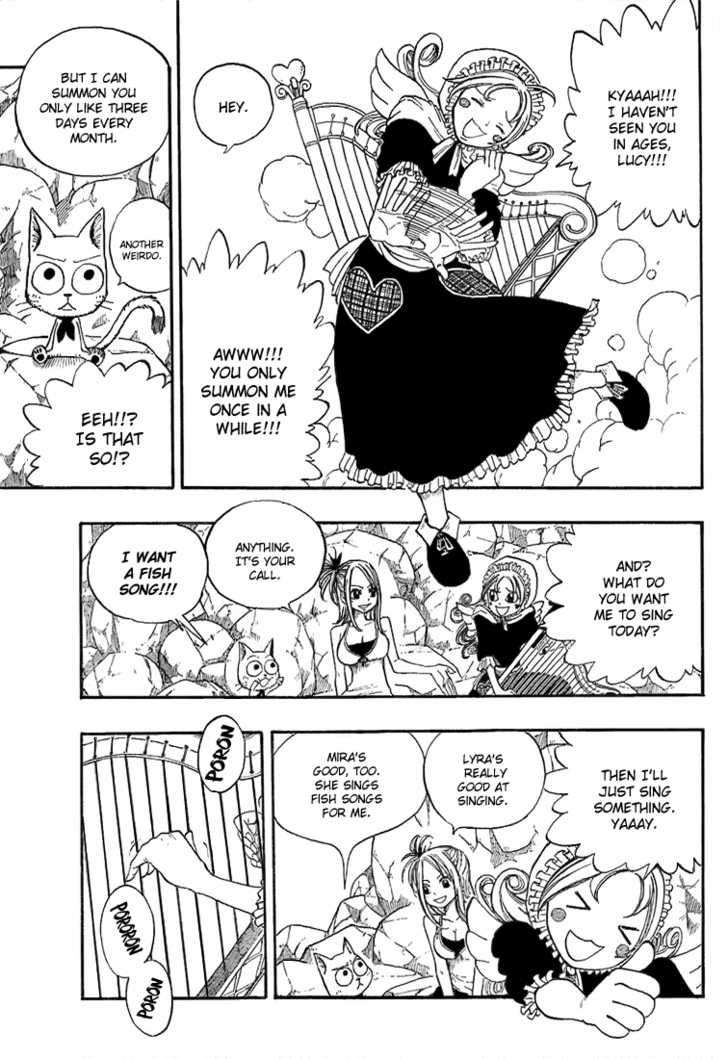 KYAAAH!!!
I HAVEN'T
SEEN YOU
IN AGES,
LUCY!!!
HEY.
AWWW!!!
YOU ONLY
SUMMON ME
ONCE IN A
WHILE!!!
BUT I CAN
SUMMON YOU
ONLY LIKE THREE
DAYS EVERY
MONTH.
ANOTHER
WEIRDO.
EEH!!?
IS THAT
SO!?
AND?
WHAT DO
YOU WANT
ME TO SING
TODAY?
ANYTHING.
IT'S YOUR
CALL.
I WANT
A FISH
SONG!!!
THEN I'LL
JUST SING
SOMETHING.
YAAAY.
LYRA'S
REALLY
GOOD AT
SINGING.
MIRA'S
GOOD, TOO.
SHE SINGS
FISH SONGS
FOR ME.
PORON
PORORON
PORON